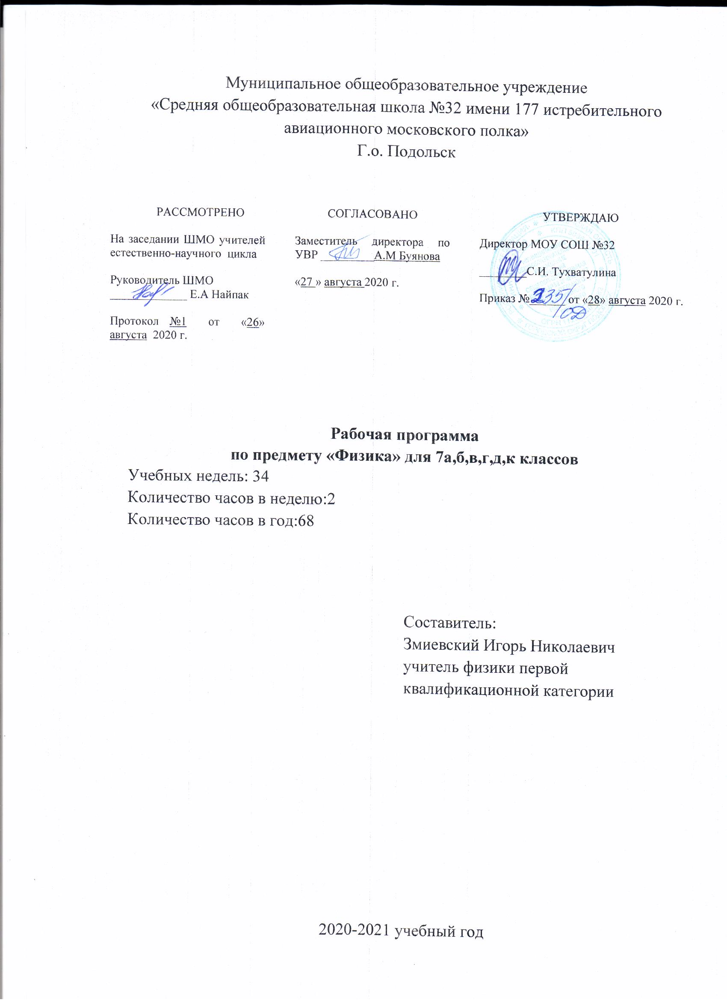 Муниципальное общеобразовательное учреждение
«Средняя общеобразовательная школа №32 имени 177 истребительного
авиационного московского полка»
Г.о. Подольск
РАССМОТРЕНО
На заседании ШМО учителей
естественно-научного цикла
Руководитель ШМО
_____________ Е.А Найпак
Протокол №1 от «26»
августа 2020 г.
СОГЛАСОВАНО
Заместитель директора по
УВР _________А.М Буянова
«27 » августа 2020 г.
УТВЕРЖДАЮ
Директор МОУ СОШ №32
________С.И. Тухватулина
Приказ № 235/ от «28» августа 2020 г.
/ОД
Рабочая программа
по предмету «Физика» для 7а,б,в,г,д,к классов
Учебных недель: 34
Количество часов в неделю:2
Количество часов в год:68
Составитель:
Змиевский Игорь Николаевич
учитель физики первой
квалификационной категории
2020-2021 учебный год